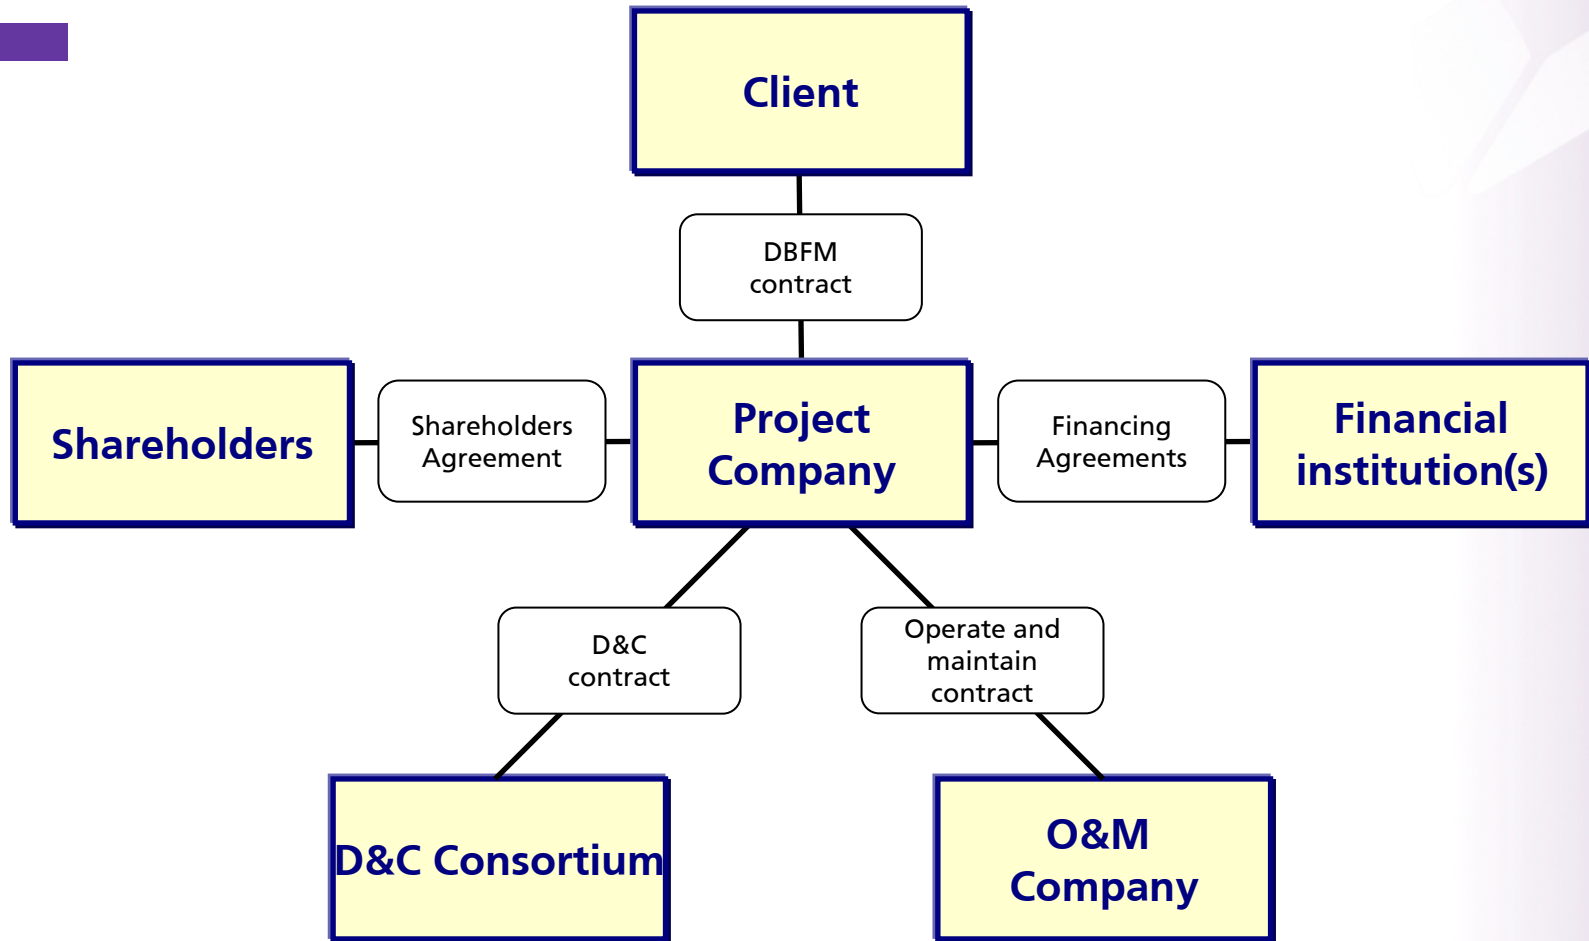 Client
DBFM
contract
Shareholders
Shareholders
Agreement
Project
Company
Financing
Agreements
Financial
institution(s)
D&C
contract
Operate and
maintain
contract
D&C Consortium
O&M
Company